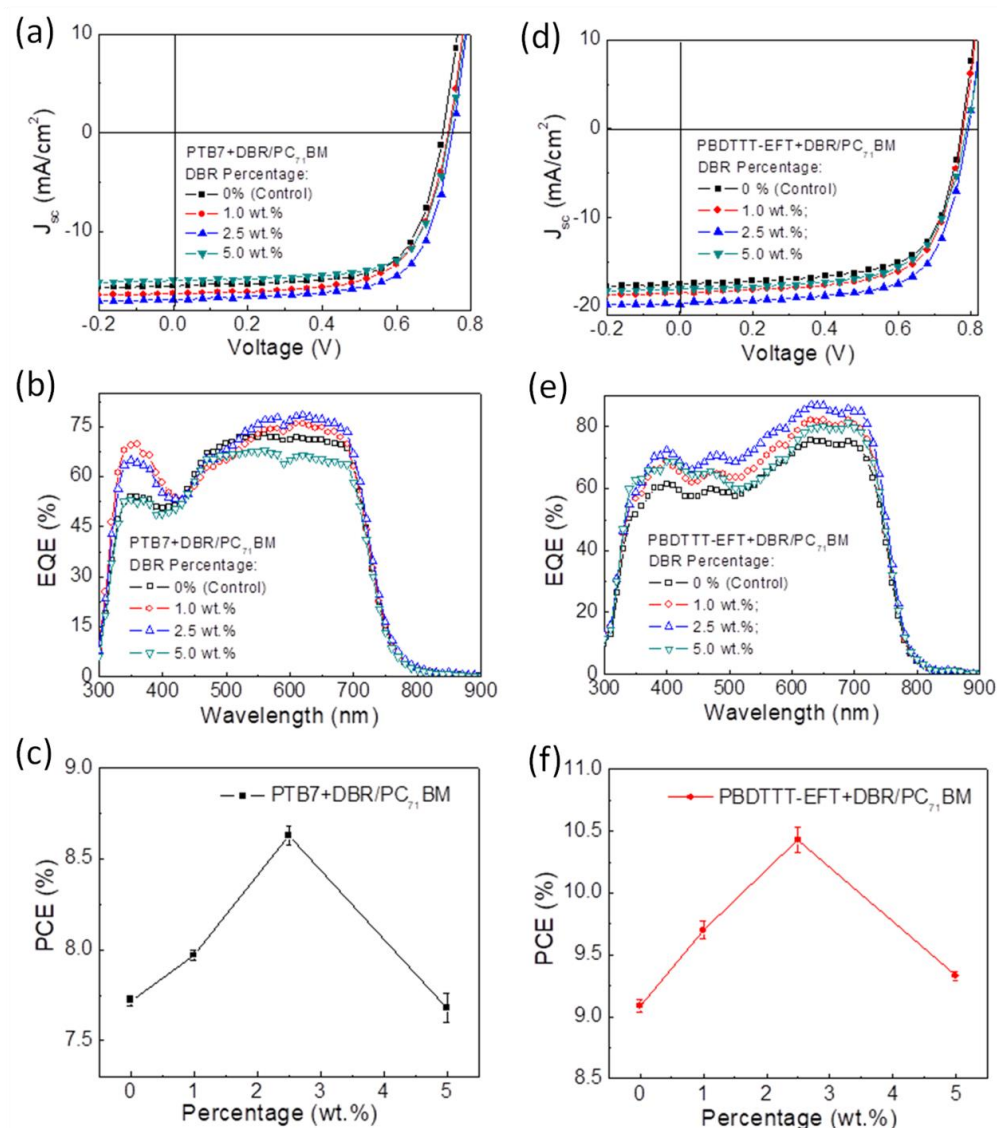 (a)
10
0
-10
J_sc (mA/cm²)
PTB7+DBR/PC₇₁BM
DBR Percentage:
0% (Control)
1.0 wt.%
2.5 wt.%
5.0 wt.%
-0.2 0.0 0.2 0.4 0.6 0.8
Voltage (V)
(d)
10
0
-10
-20
J_sc (mA/cm²)
PBDTTT-EFT+DBR/PC₇₁BM
DBR Percentage:
0 % (Control)
1.0 wt.%;
2.5 wt.%;
5.0 wt.%
-0.2 0.0 0.2 0.4 0.6 0.8
Voltage (V)
(b)
75
60
45
30
15
0
EQE (%)
PTB7+DBR/PC₇₁BM
DBR Percentage:
0% (Control)
1.0 wt.%
2.5 wt.%
5.0 wt.%
300 400 500 600 700 800 900
Wavelength (nm)
(e)
80
60
40
20
0
EQE (%)
PBDTTT-EFT+DBR/PC₇₁BM
DBR Percentage:
0 % (Control)
1.0 wt.%;
2.5 wt.%;
5.0 wt.%
300 400 500 600 700 800 900
Wavelength (nm)
(c)
9.0
8.5
8.0
7.5
PCE (%)
PTB7+DBR/PC₇₁BM
0 1 2 3 4 5
Percentage (wt.%)
(f)
11.0
10.5
10.0
9.5
9.0
8.5
PCE (%)
PBDTTT-EFT+DBR/PC₇₁BM
0 1 2 3 4 5
Percentage (wt.%)